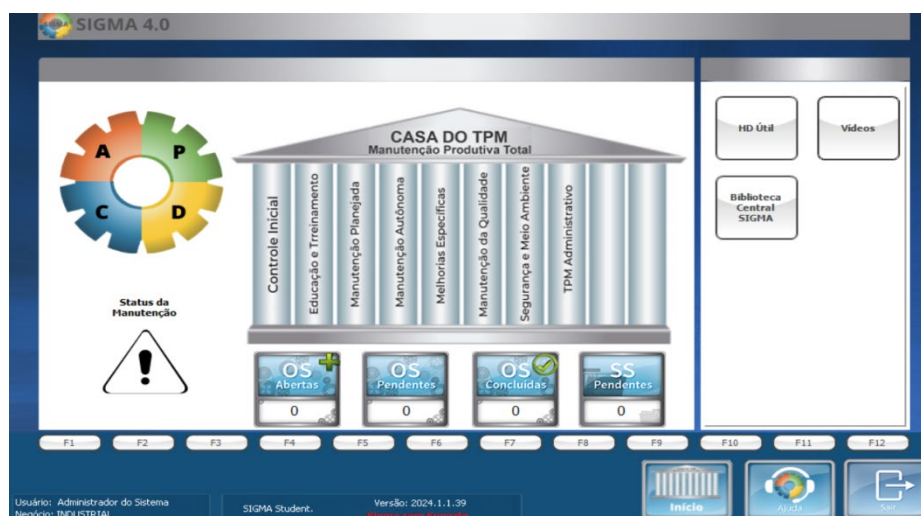 SIGMA 4.0
A
P
C
D
Status da
Manutenção
CASA DO TPM
Manutenção Produtiva Total
Controle Inicial
Educação e Trreinamento
Manutenção Planejada
Manutenção Autônoma
Melhorias Específicas
Manutenção da Qualidade
Segurança e Meio Ambiente
TPM Administrativo
OS
Abertas
0
OS
Pendentes
0
OS
Concluídas
0
SS
Pendentes
0
HD Útil
Vídeos
Biblioteca
Central
SIGMA
F1 F2 F3 F4 F5 F6 F7 F8 F9 F10 F11 F12
Usuário: Administrador do Sistema
Negócio: INDUSTRIAL
SIGMA Student.
Versão: 2024.1.1.39
Início
Ajuda
Sair